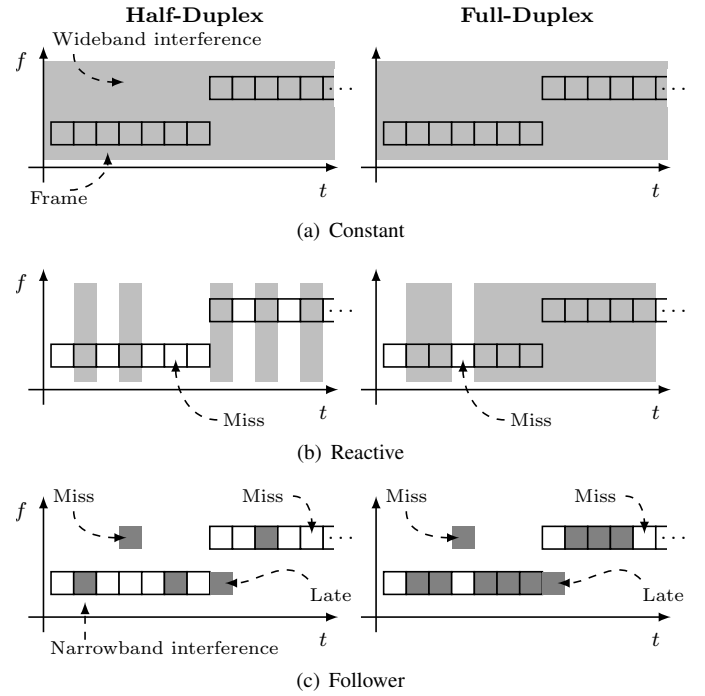 Half-Duplex
Full-Duplex
Wideband interference
f
. . .
. . .
Frame
t
t
(a) Constant
f
. . .
. . .
Miss
t
Miss
t
(b) Reactive
Miss
Miss
Miss
Miss
f
. . .
. . .
Late
Late
Narrowband interference
t
t
(c) Follower